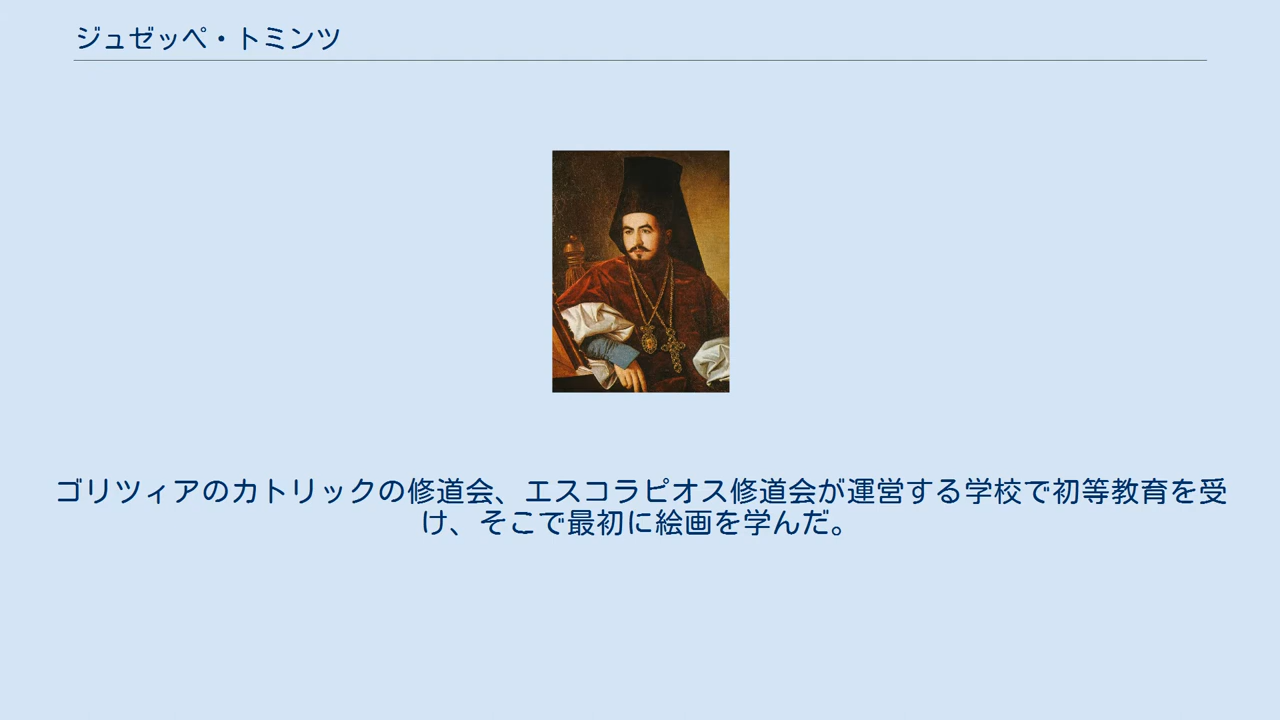 ジュゼッペ・トミンツ
ゴリツィアのカトリックの修道会、エスコラピオス修道会が運営する学校で初等教育を受
け、そこで最初に絵画を学んだ。